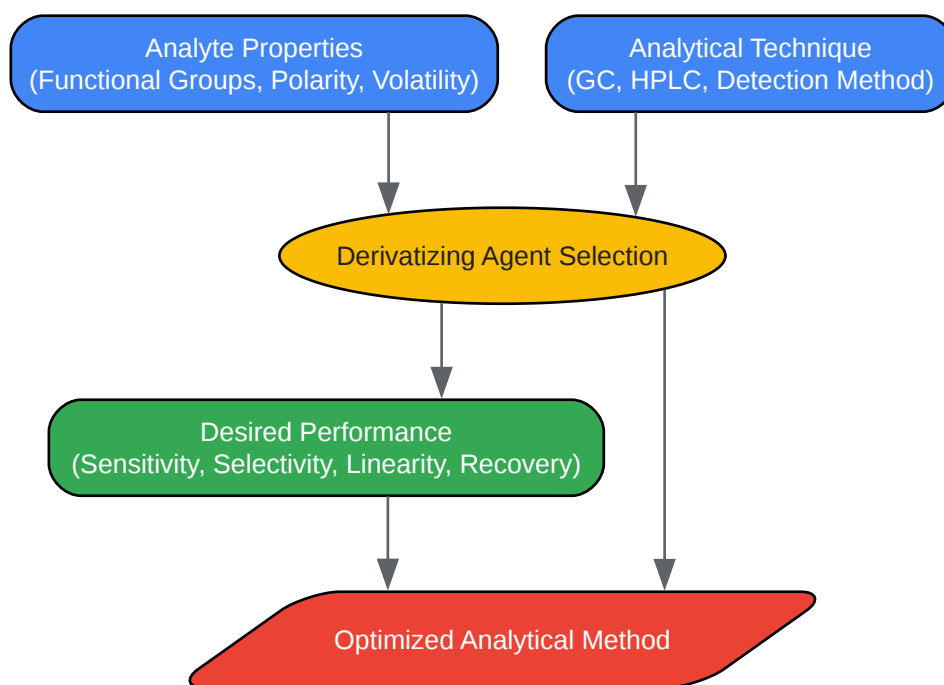 Analyte Properties
(Functional Groups, Polarity, Volatility)
Analytical Technique
(GC, HPLC, Detection Method)
Derivatizing Agent Selection
Desired Performance
(Sensitivity, Selectivity, Linearity, Recovery)
Optimized Analytical Method